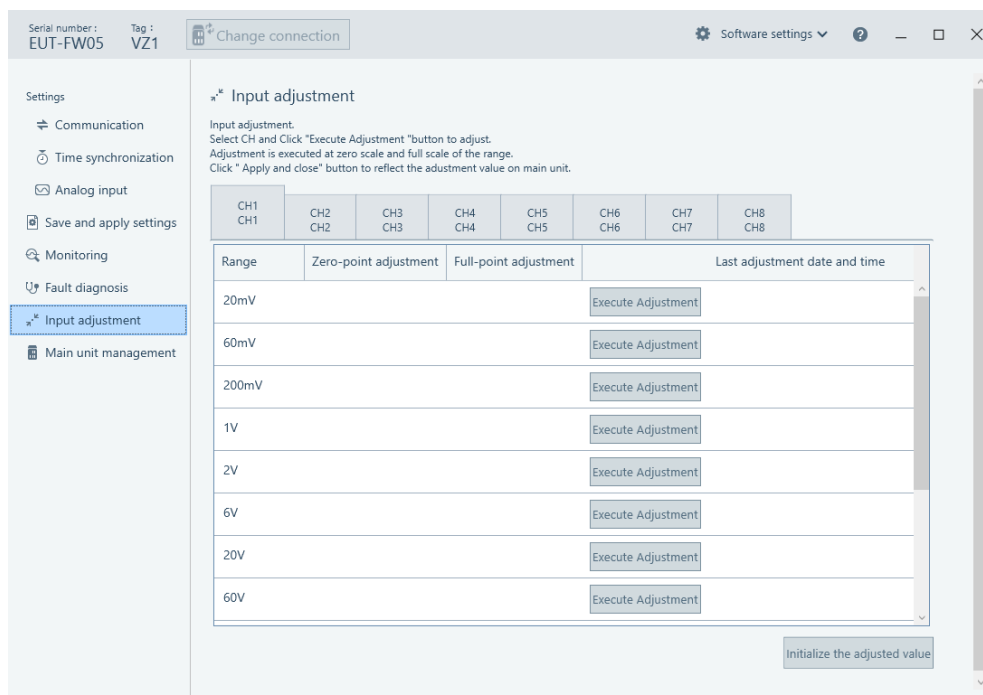 Serial number :
EUT-FW05
Tag :
VZ1
Change connection
Software settings
?
Settings
Communication
Time synchronization
Analog input
Save and apply settings
Monitoring
Fault diagnosis
Input adjustment
Main unit management
Input adjustment
Input adjustment.
Select CH and Click "Execute Adjustment "button to adjust.
Adjustment is executed at zero scale and full scale of the range.
Click " Apply and close" button to reflect the adustment value on main unit.
CH1
CH1
CH2
CH2
CH3
CH3
CH4
CH4
CH5
CH5
CH6
CH6
CH7
CH7
CH8
CH8
Range Zero-point adjustment Full-point adjustment Last adjustment date and time
20mV Execute Adjustment
60mV Execute Adjustment
200mV Execute Adjustment
1V Execute Adjustment
2V Execute Adjustment
6V Execute Adjustment
20V Execute Adjustment
60V Execute Adjustment
Initialize the adjusted value